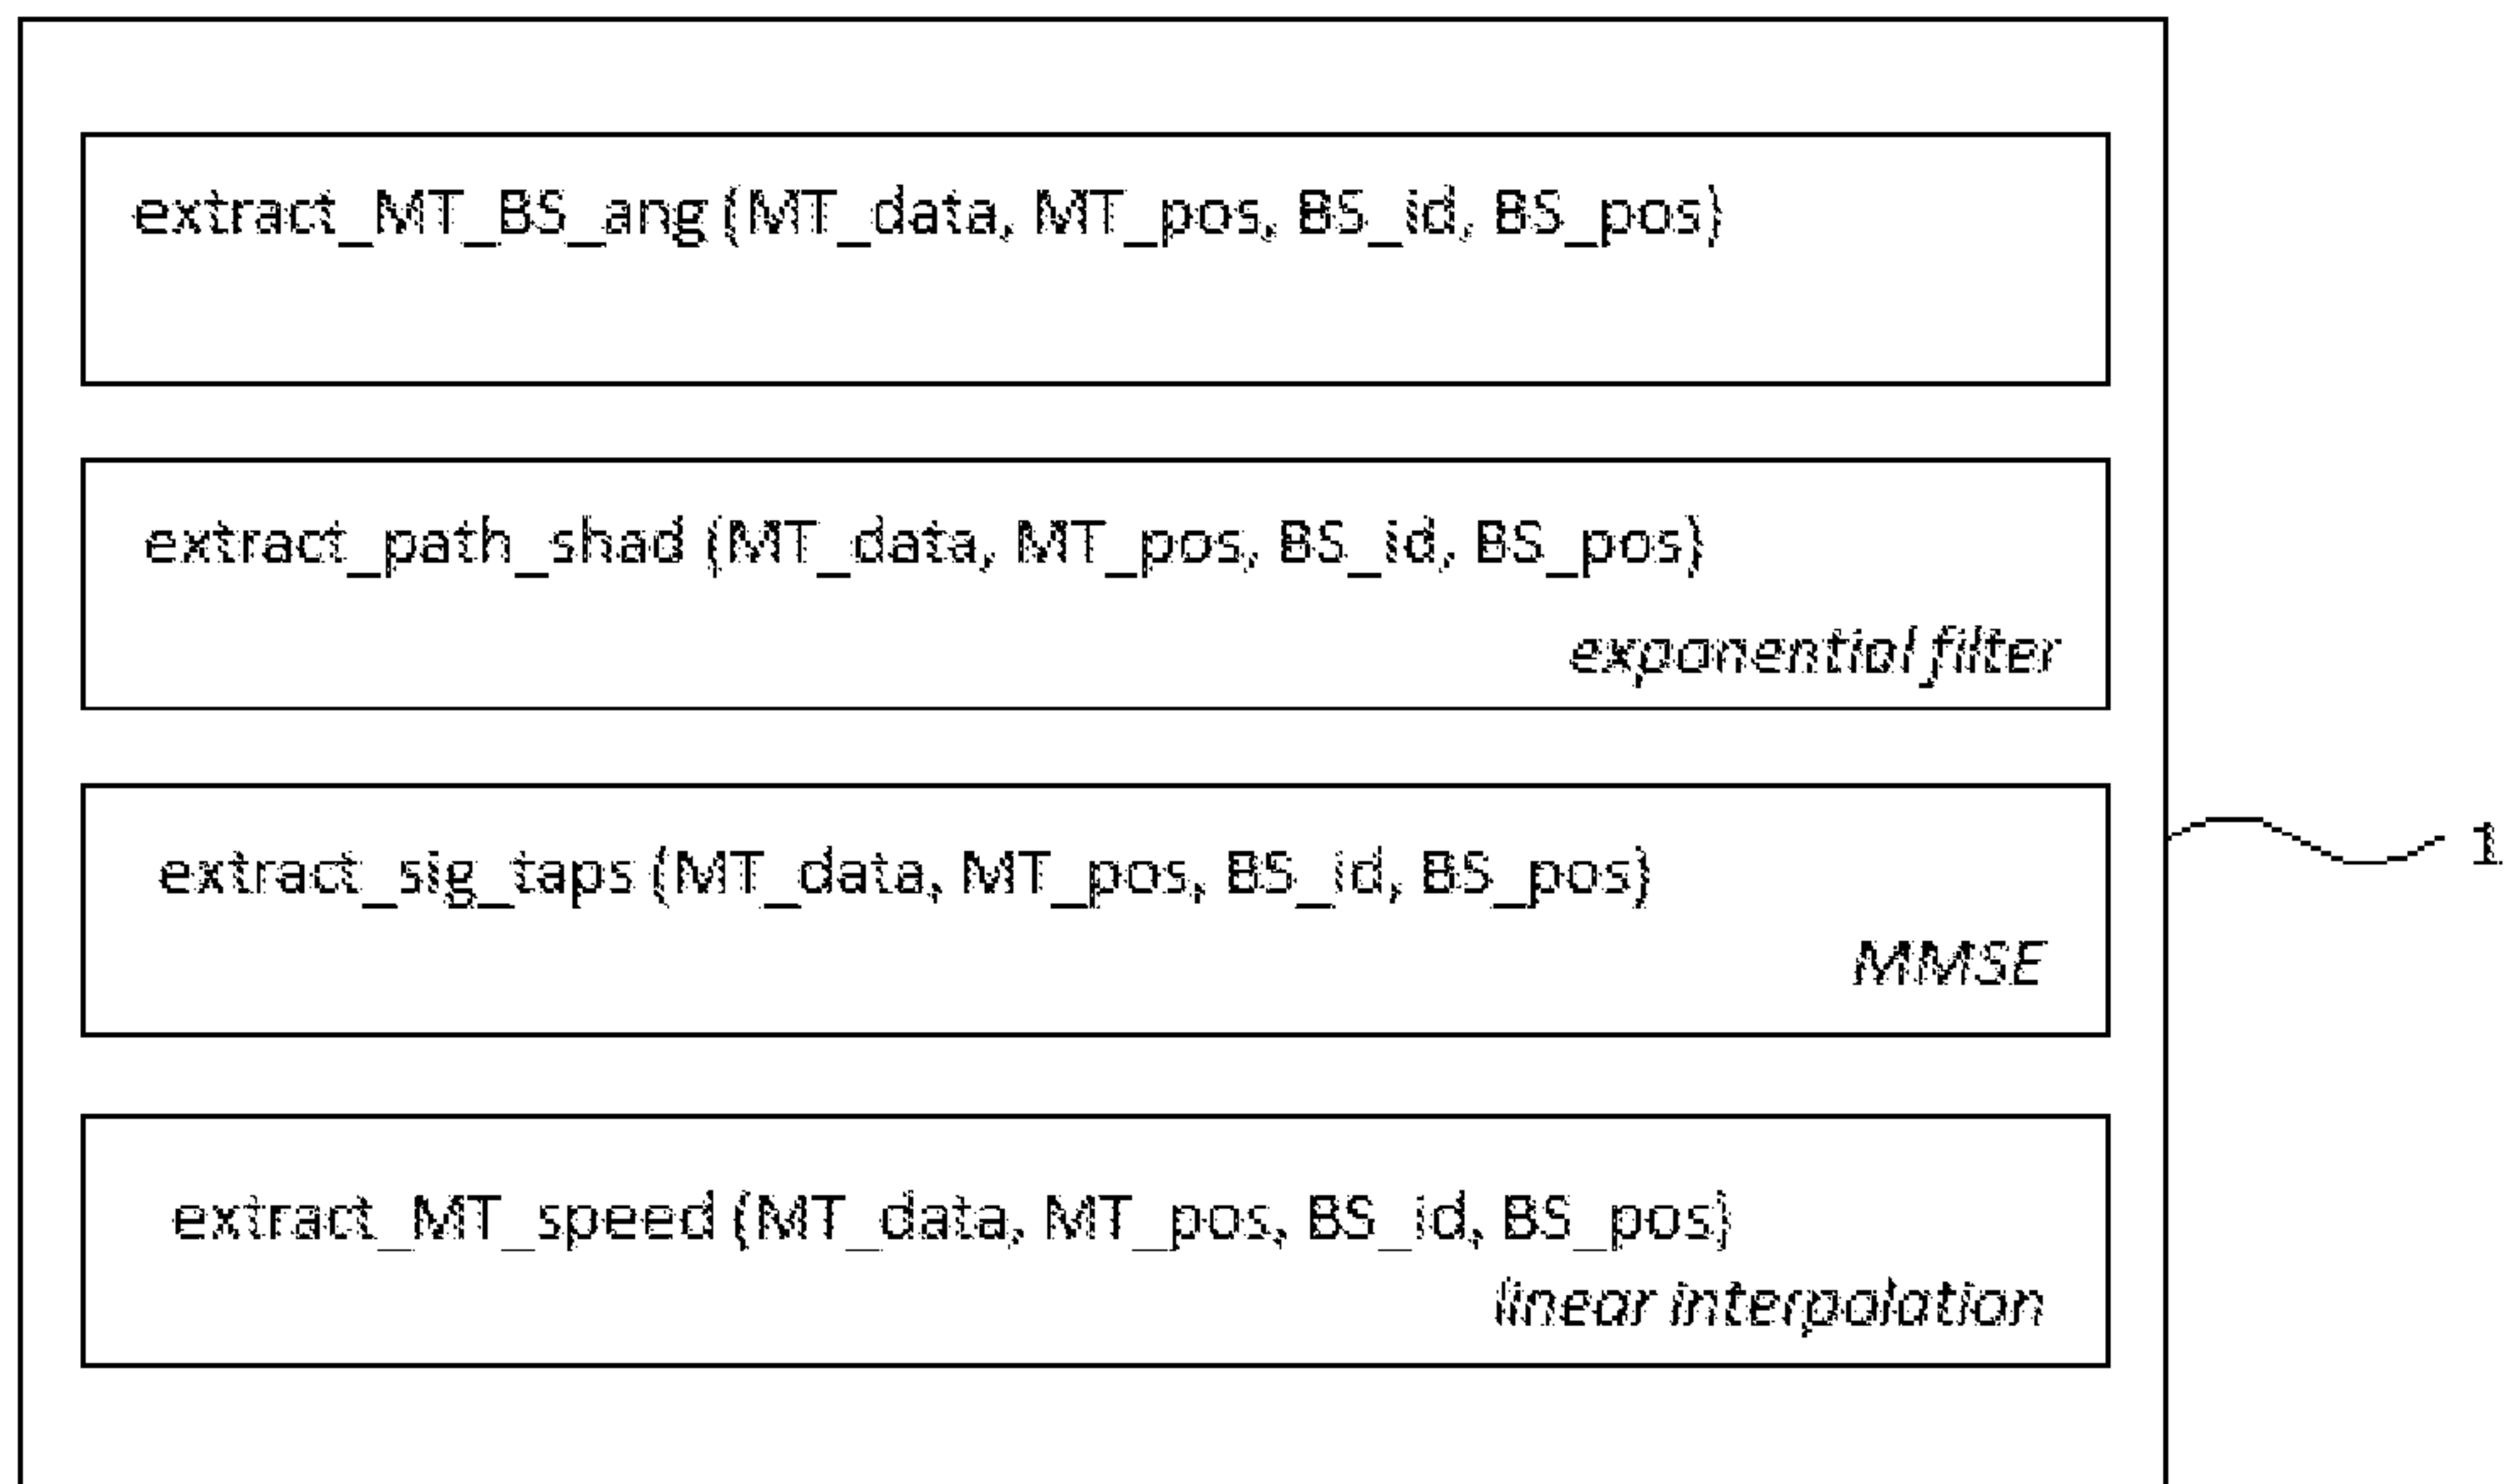 extract_MT_BS_ang (MT_data, MT_pos, BS_id, BS_pos)
extract_path_shad (MT_data, MT_pos, BS_id, BS_pos)
exponential filter
extract_sig_taps (MT_data, MT_pos, BS_id, BS_pos)
1
MMSE
extract_MT_speed (MT_data, MT_pos, BS_id, BS_pos)
linear interpolation